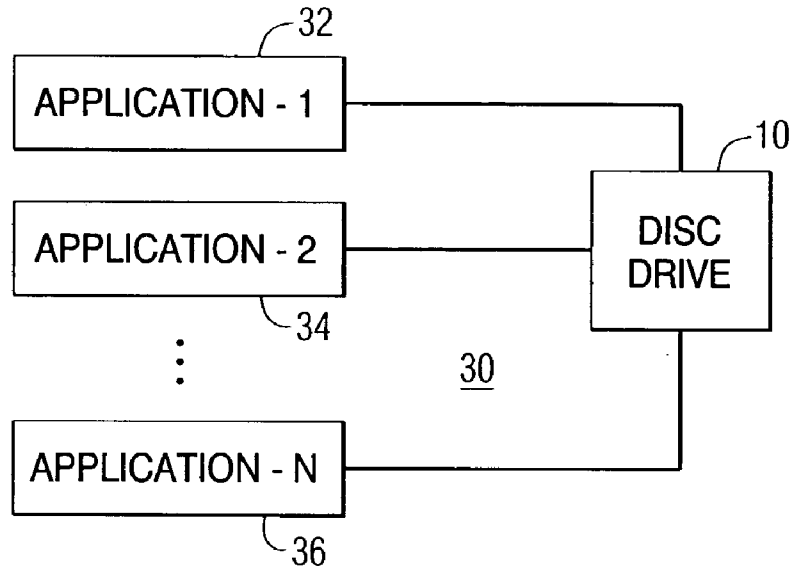 32
APPLICATION - 1
10
APPLICATION - 2
DISC
DRIVE
34
30
APPLICATION - N
36